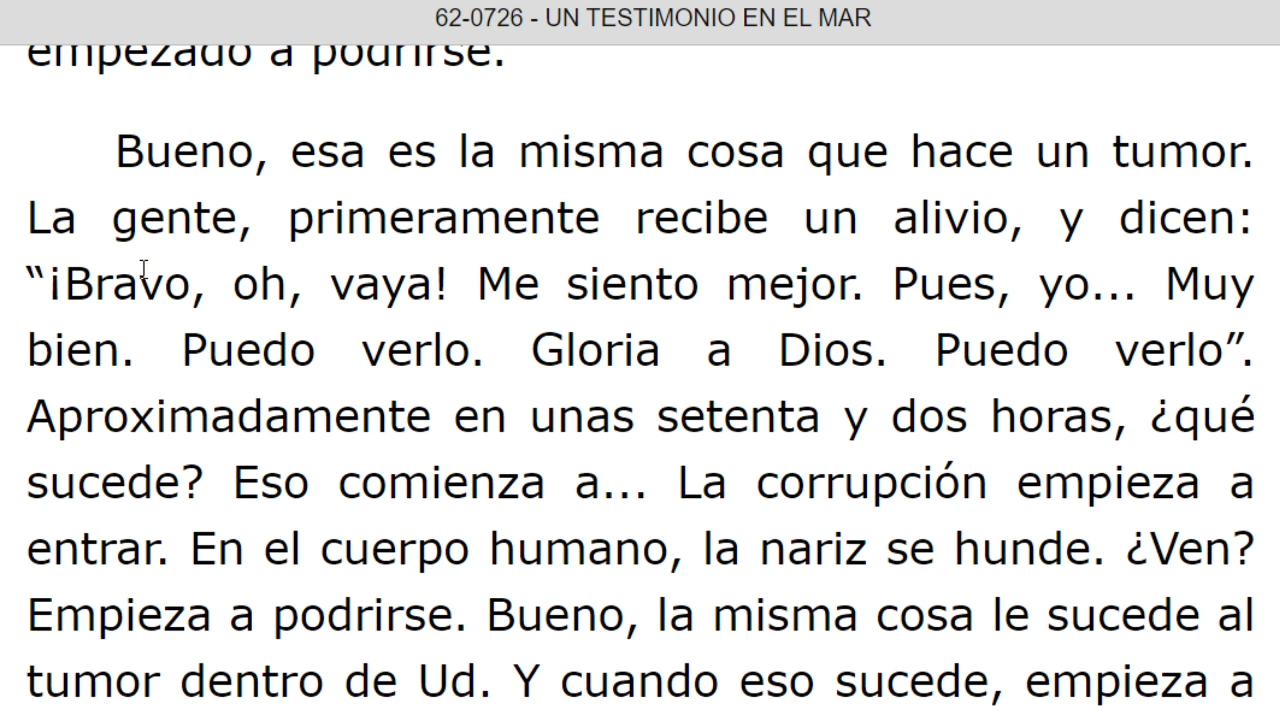 62-0726 - UN TESTIMONIO EN EL MAR
empezado a podrirse.
Bueno, esa es la misma cosa que hace un tumor.
La gente, primeramente recibe un alivio, y dicen:
“¡Bravo, oh, vaya! Me siento mejor. Pues, yo... Muy
bien. Puedo verlo. Gloria a Dios. Puedo verlo”.
Aproximadamente en unas setenta y dos horas, ¿qué
sucede? Eso comienza a... La corrupción empieza a
entrar. En el cuerpo humano, la nariz se hunde. ¿Ven?
Empieza a podrirse. Bueno, la misma cosa le sucede al
tumor dentro de Ud. Y cuando eso sucede, empieza a